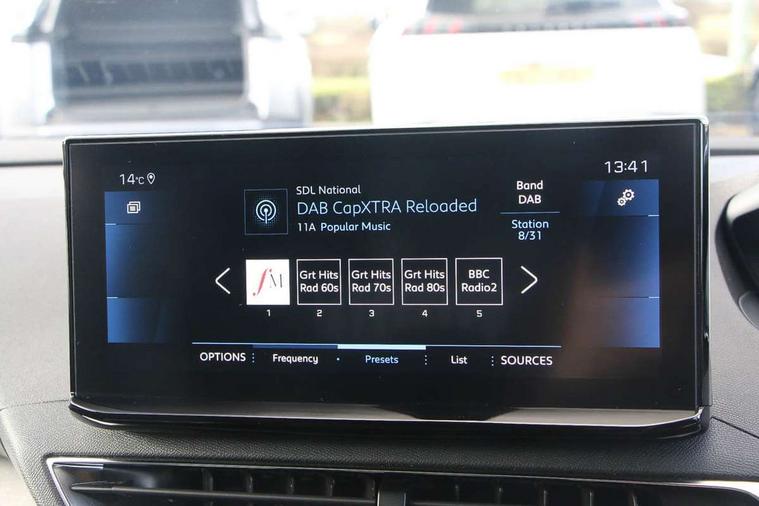 14°C
13:41
SDL National
DAB CapXTRA Reloaded
11A Popular Music
Band
DAB
Station
8/31
fM
Grt Hits
Rad 60s
Grt Hits
Rad 70s
Grt Hits
Rad 80s
BBC
Radio2
1
2
3
4
5
OPTIONS
Frequency
Presets
List
SOURCES